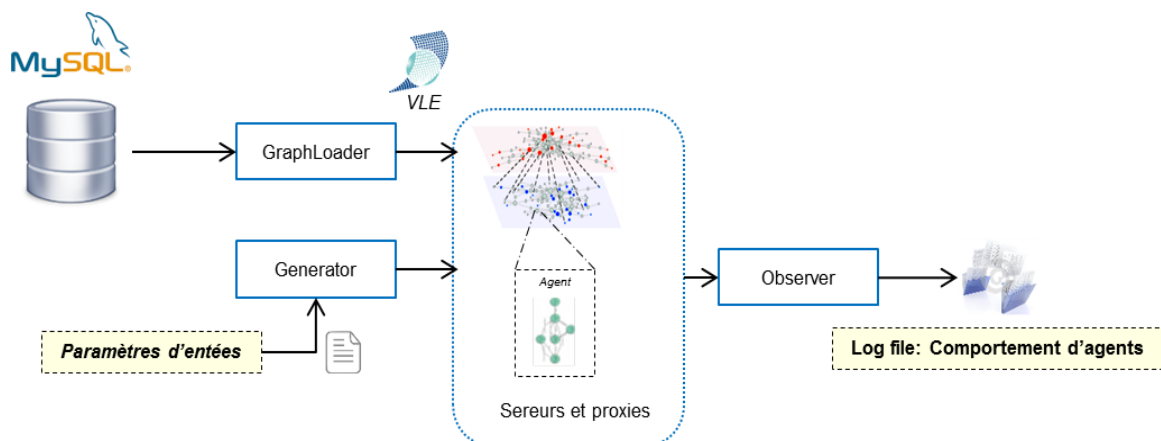 MySQL®
VLE
GraphLoader
Generator
Agent
Observer
Paramètres d'entées
Log file: Comportement d'agents
Sereurs et proxies